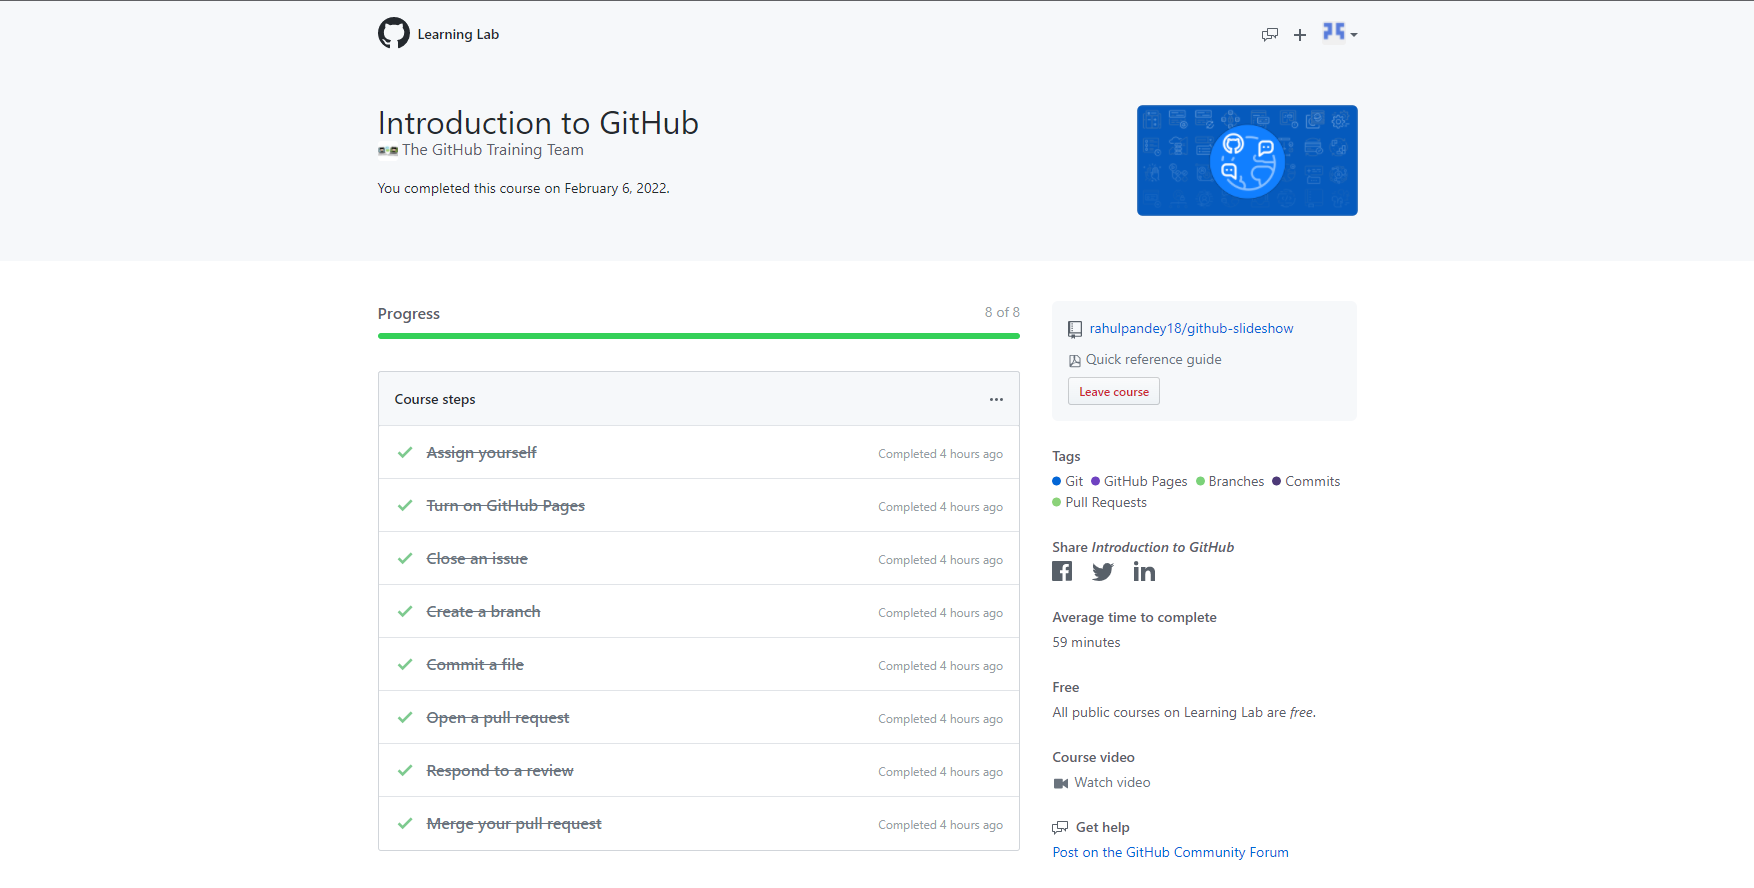 Learning Lab
Introduction to GitHub
The GitHub Training Team
You completed this course on February 6, 2022.
Progress
8 of 8
Course steps
Assign yourself
Completed 4 hours ago
Turn on GitHub Pages
Completed 4 hours ago
Close an issue
Completed 4 hours ago
Create a branch
Completed 4 hours ago
Commit a file
Completed 4 hours ago
Open a pull request
Completed 4 hours ago
Respond to a review
Completed 4 hours ago
Merge your pull request
Completed 4 hours ago
rahulpandey18/github-slideshow
Quick reference guide
Leave course
Tags
Git GitHub Pages Branches Commits
Pull Requests
Share Introduction to GitHub
Average time to complete
59 minutes
Free
All public courses on Learning Lab are free.
Course video
Watch video
Get help
Post on the GitHub Community Forum